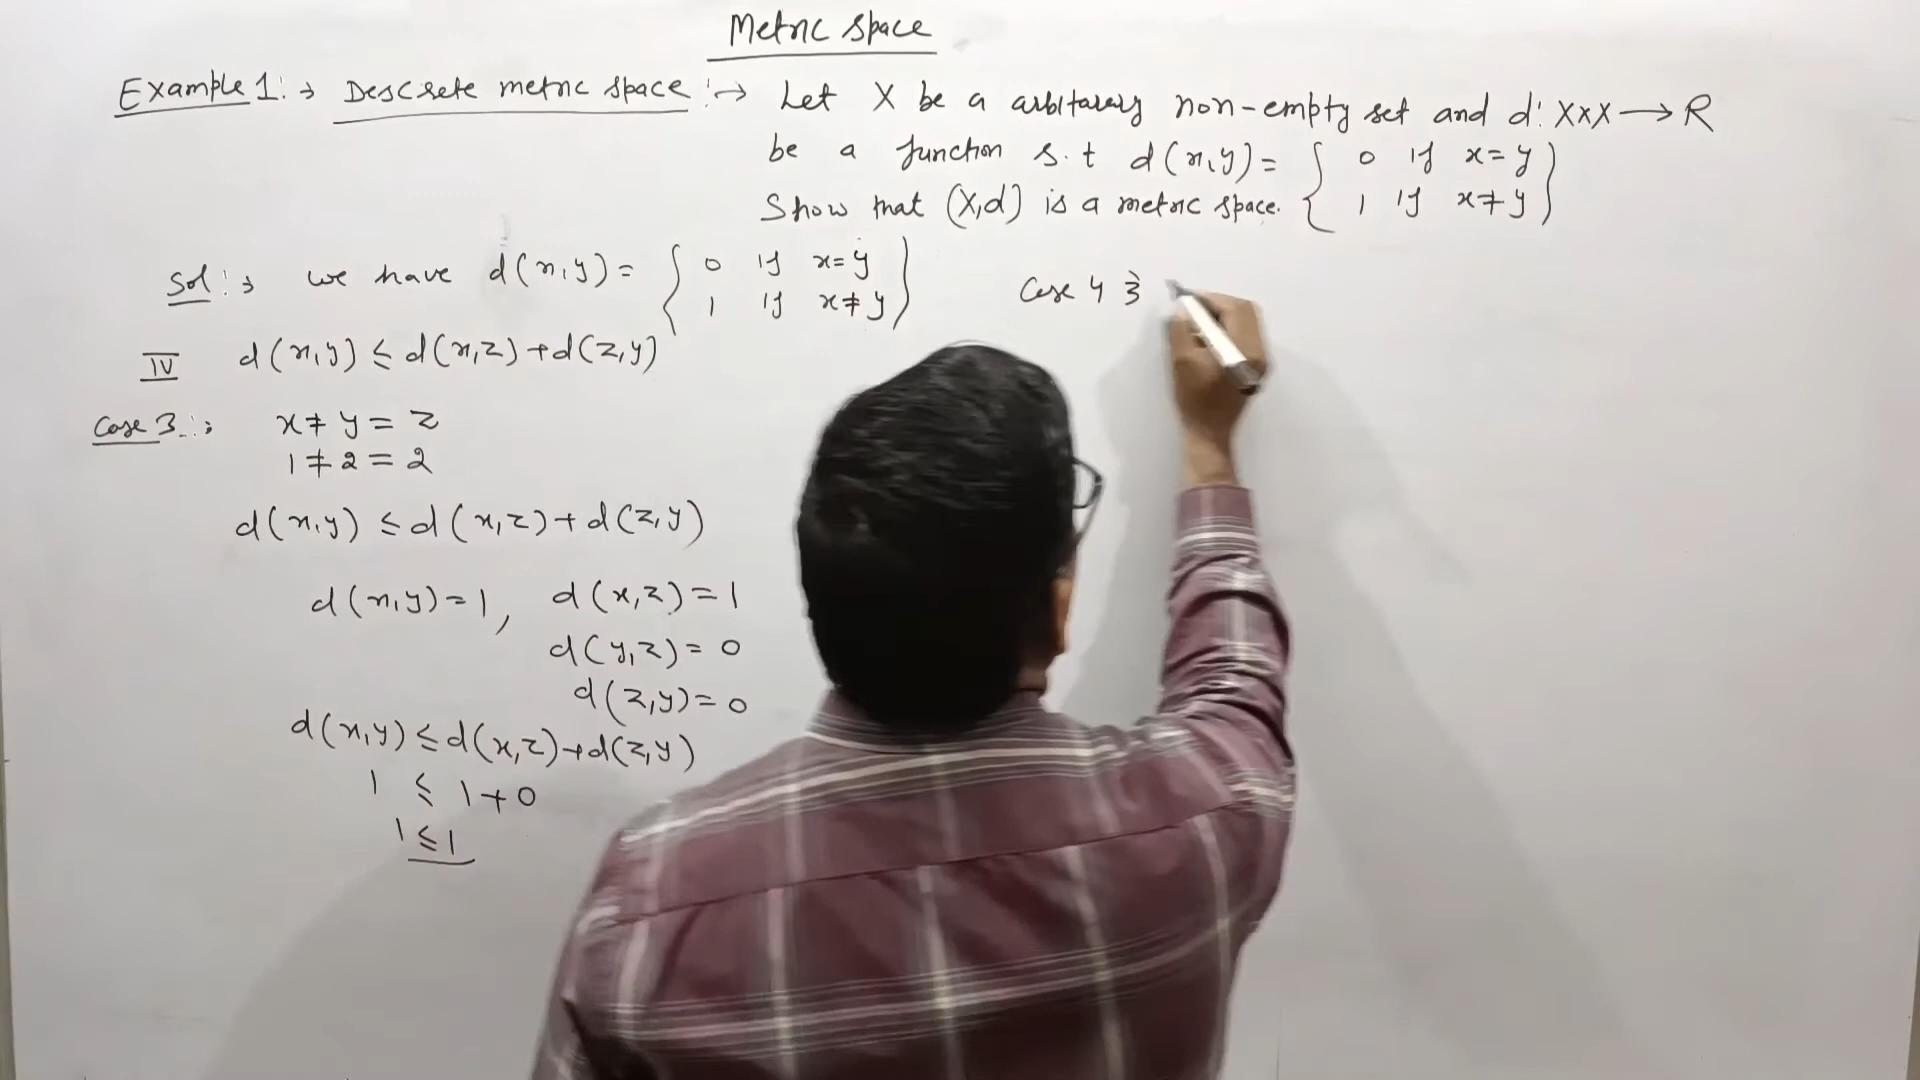 Metric space
Example 1:→ Descrete metric space:→ Let X be a arbitarary non-empty set and d: X×X→R
be a function s.t d(x,y)= { 0 if x=y
1 if x≠y }
Show that (X,d) is a metric space.
Sol:→ we have d(x,y)= { 0 if x=y
1 if x≠y }
IV d(x,y) ≤ d(x,z)+d(z,y)
Case 3:→ x≠y=z
1≠2=2
d(x,y) ≤ d(x,z)+d(z,y)
d(x,y)=1, d(x,z)=1
d(y,z)=0
d(z,y)=0
d(x,y) ≤ d(x,z)+d(z,y)
1 ≤ 1+0
1≤1
Case 4 →